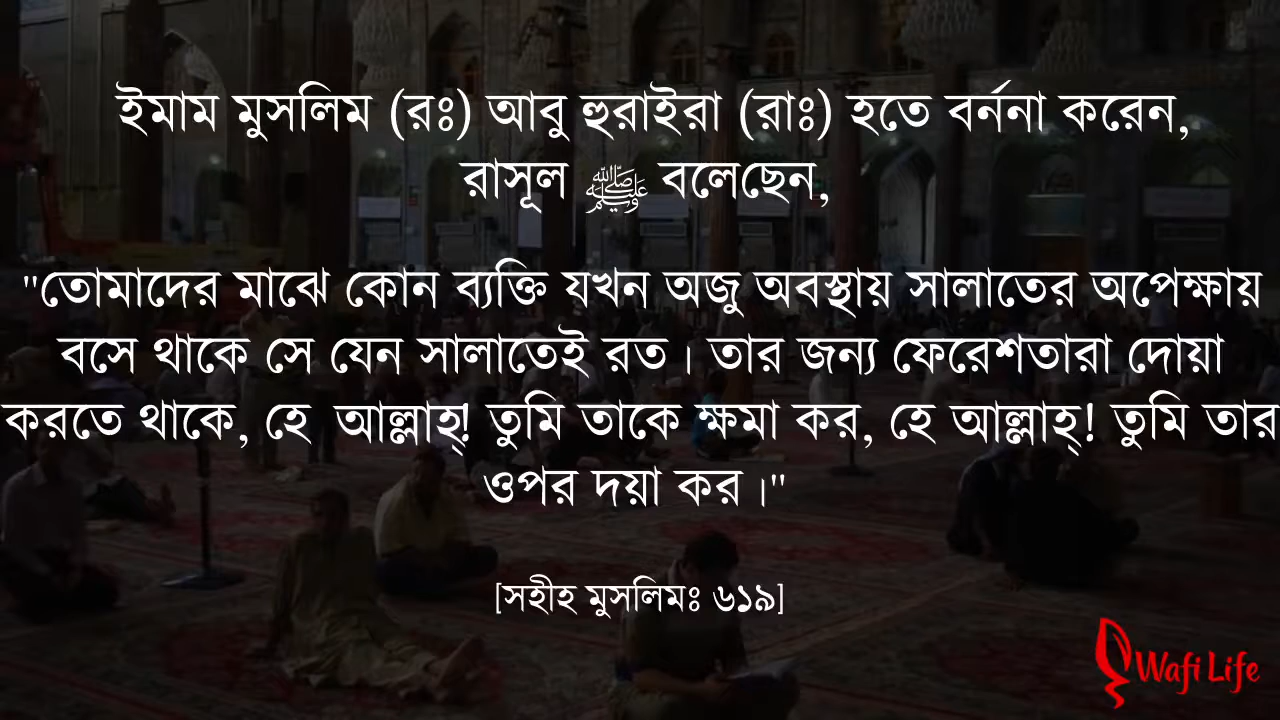 ইমাম মুসলিম (রঃ) আবু হুরাইরা (রাঃ) হতে বর্ননা করেন,
রাসূল ﷺ বলেছেন,
"তোমাদের মাঝে কোন ব্যক্তি যখন অজু অবস্থায় সালাতের অপেক্ষায়
বসে থাকে সে যেন সালাতেই রত। তার জন্য ফেরেশতারা দোয়া
করতে থাকে, হে আল্লাহ্! তুমি তাকে ক্ষমা কর, হে আল্লাহ্! তুমি তার
ওপর দয়া কর।"
[সহীহ মুসলিমঃ ৬১৯]
Wafi Life